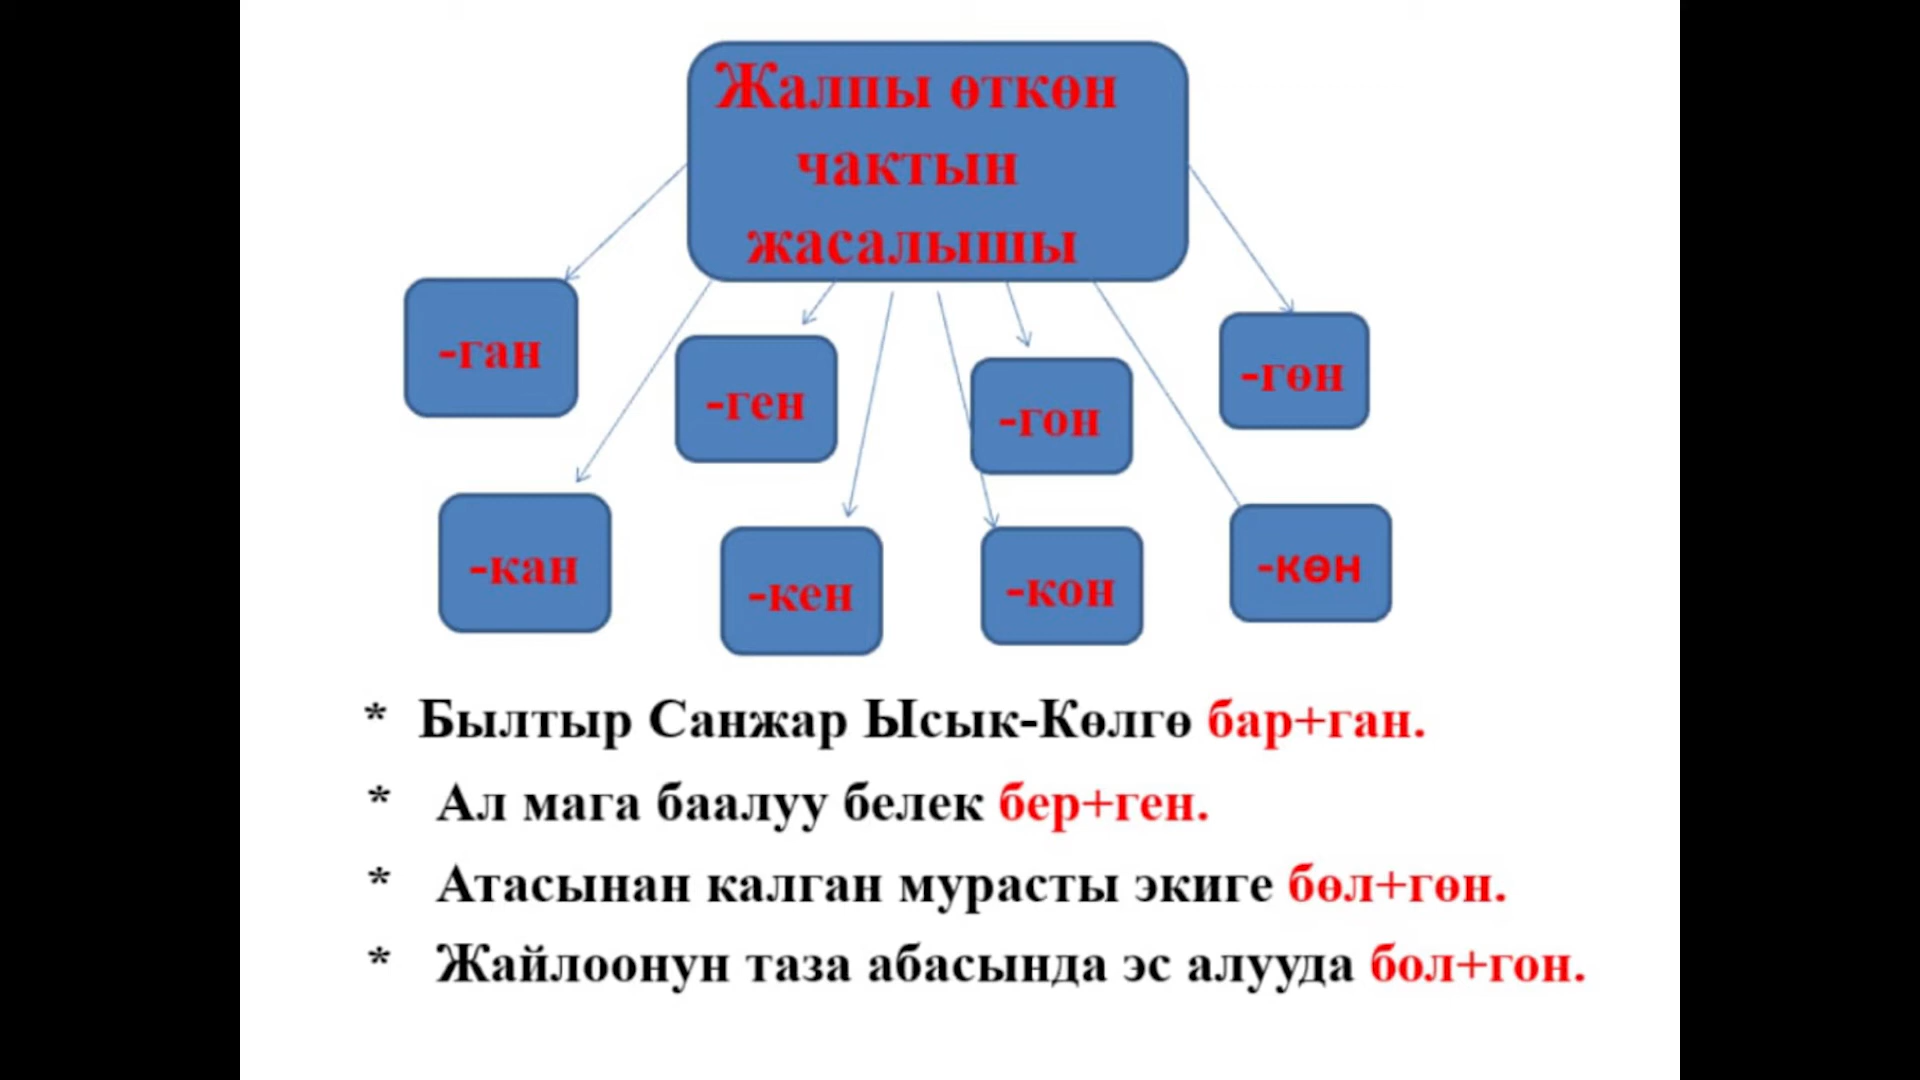 Жалпы өткөн
чактын
жасалышы
-ган
-ген
-гон
-гөн
-кан
-кен
-кон
-көн
* Былтыр Санжар Ысык-Көлгө бар+ган.
* Ал мага баалуу белек бер+ген.
* Атасынан калган мурасты экиге бөл+гөн.
* Жайлоонун таза абасында эс алууда бол+гон.